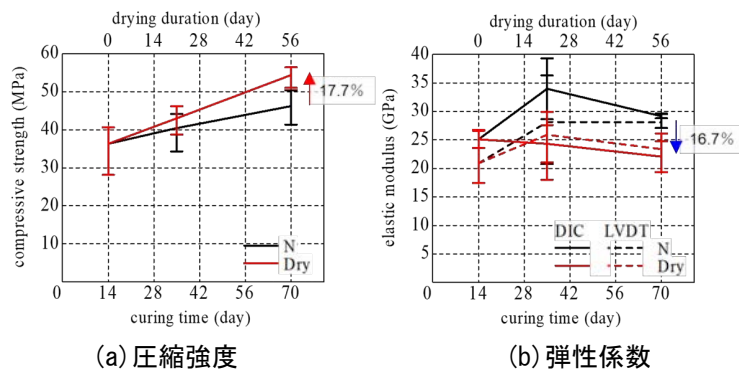 drying duration (day)
0 14 28 42 56
60
50
40
30
20
10
0 14 28 42 56 70
compressive strength (MPa)
17.7%
N
Dry
curing time (day)
(a)圧縮強度
drying duration (day)
0 14 28 42 56
40
35
30
25
20
15
10
5
0 14 28 42 56 70
elastic modulus (GPa)
16.7%
DIC LVDT
N
Dry
curing time (day)
(b)弾性係数